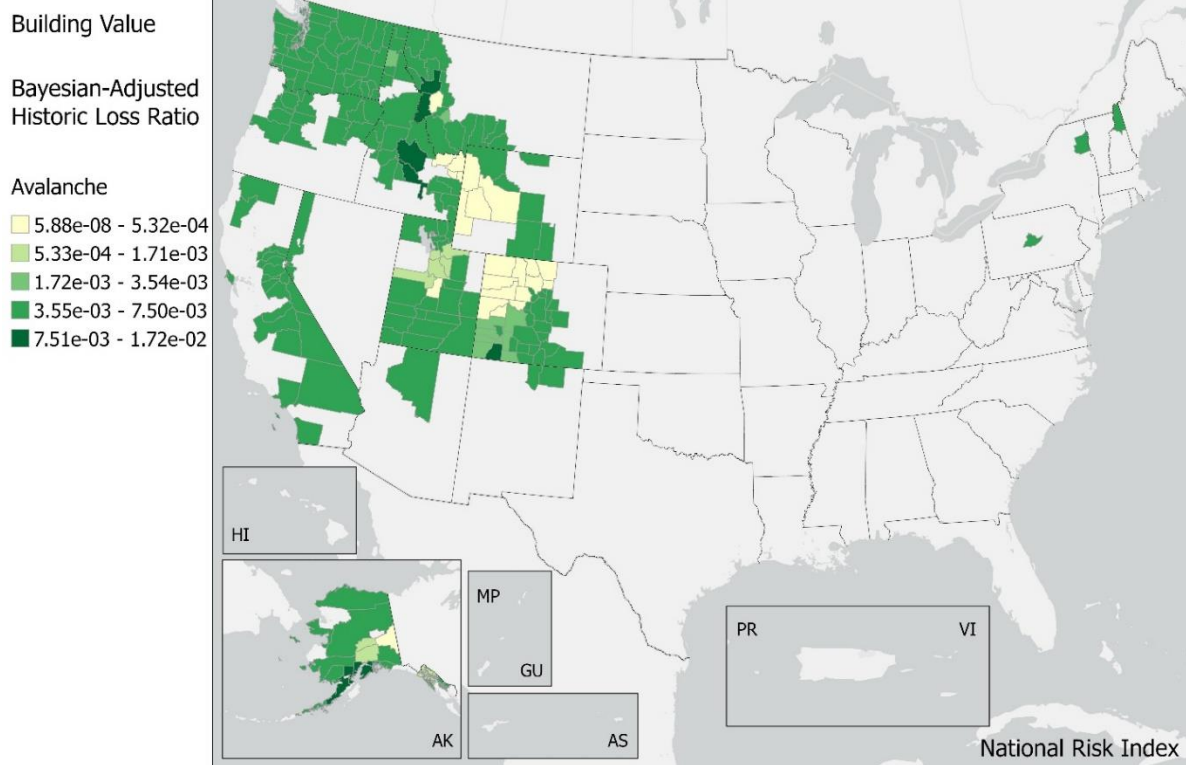 Building Value
Bayesian-Adjusted
Historic Loss Ratio
Avalanche
5.88e-08 - 5.32e-04
5.33e-04 - 1.71e-03
1.72e-03 - 3.54e-03
3.55e-03 - 7.50e-03
7.51e-03 - 1.72e-02
HI
AK
MP
GU
AS
PR
VI
National Risk Index